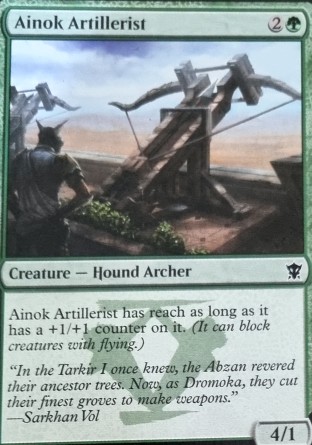 Ainok Artillerist 2
Creature — Hound Archer
Ainok Artillerist has reach as long as it
has a +1/+1 counter on it. (It can block
creatures with flying.)
"In the Tarkir I once knew, the Abzan revered
their ancestor trees. Now, as Dromoka, they cut
their finest groves to make weapons."
—Sarkhan Vol
4/1